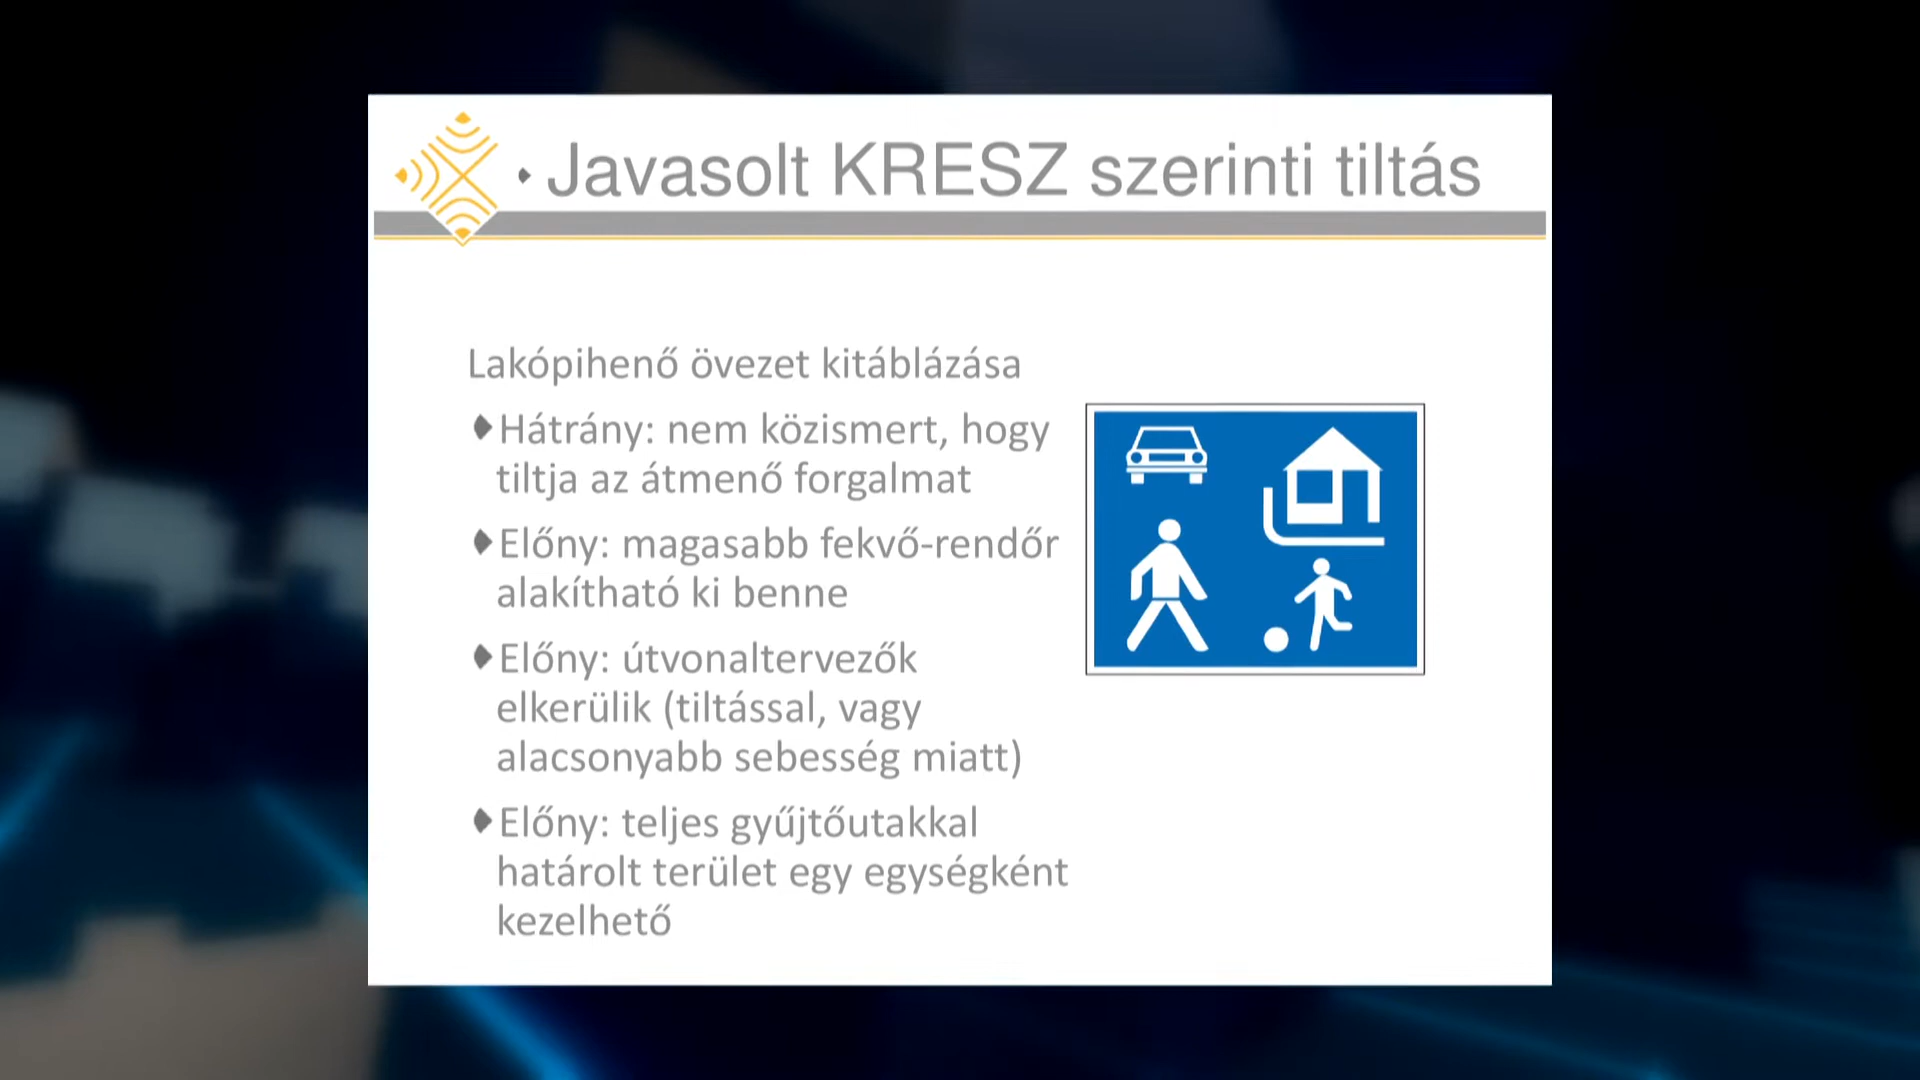 Javasolt KRESZ szerinti tiltás
Lakópihenő övezet kitáblázása
Hátrány: nem közismert, hogy
tiltja az átmenő forgalmat
Előny: magasabb fekvő-rendőr
alakítható ki benne
Előny: útvonaltervezők
elkerülik (tiltással, vagy
alacsonyabb sebesség miatt)
Előny: teljes gyűjtőutakkal
határolt terület egy egységként
kezelhető